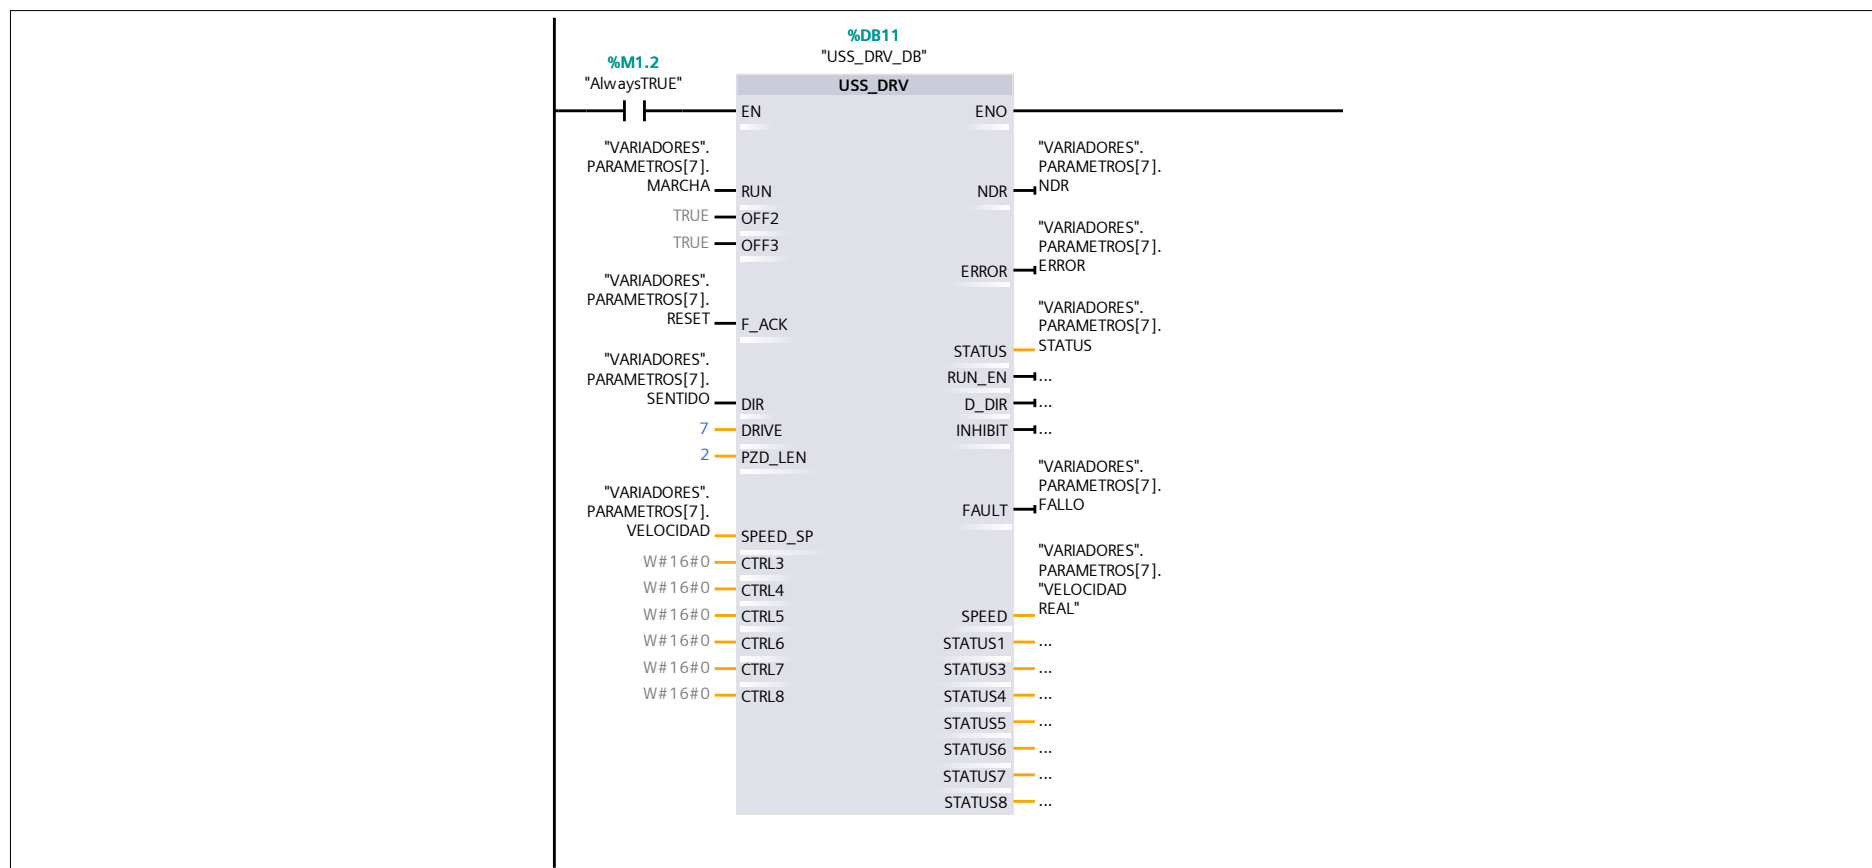 %DB11
"USS_DRV_DB"
%M1.2
"AlwaysTRUE"
USS_DRV
EN
ENO
"VARIADORES".
PARAMETROS[7].
MARCHA
RUN
TRUE
OFF2
TRUE
OFF3
"VARIADORES".
PARAMETROS[7].
RESET
F_ACK
"VARIADORES".
PARAMETROS[7].
SENTIDO
DIR
7
DRIVE
2
PZD_LEN
"VARIADORES".
PARAMETROS[7].
VELOCIDAD
SPEED_SP
W#16#0
CTRL3
W#16#0
CTRL4
W#16#0
CTRL5
W#16#0
CTRL6
W#16#0
CTRL7
W#16#0
CTRL8
NDR
"VARIADORES".
PARAMETROS[7].
NDR
ERROR
"VARIADORES".
PARAMETROS[7].
ERROR
STATUS
"VARIADORES".
PARAMETROS[7].
STATUS
RUN_EN
...
D_DIR
...
INHIBIT
...
FAULT
"VARIADORES".
PARAMETROS[7].
FALLO
SPEED
"VARIADORES".
PARAMETROS[7].
"VELOCIDAD
REAL"
STATUS1
...
STATUS3
...
STATUS4
...
STATUS5
...
STATUS6
...
STATUS7
...
STATUS8
...